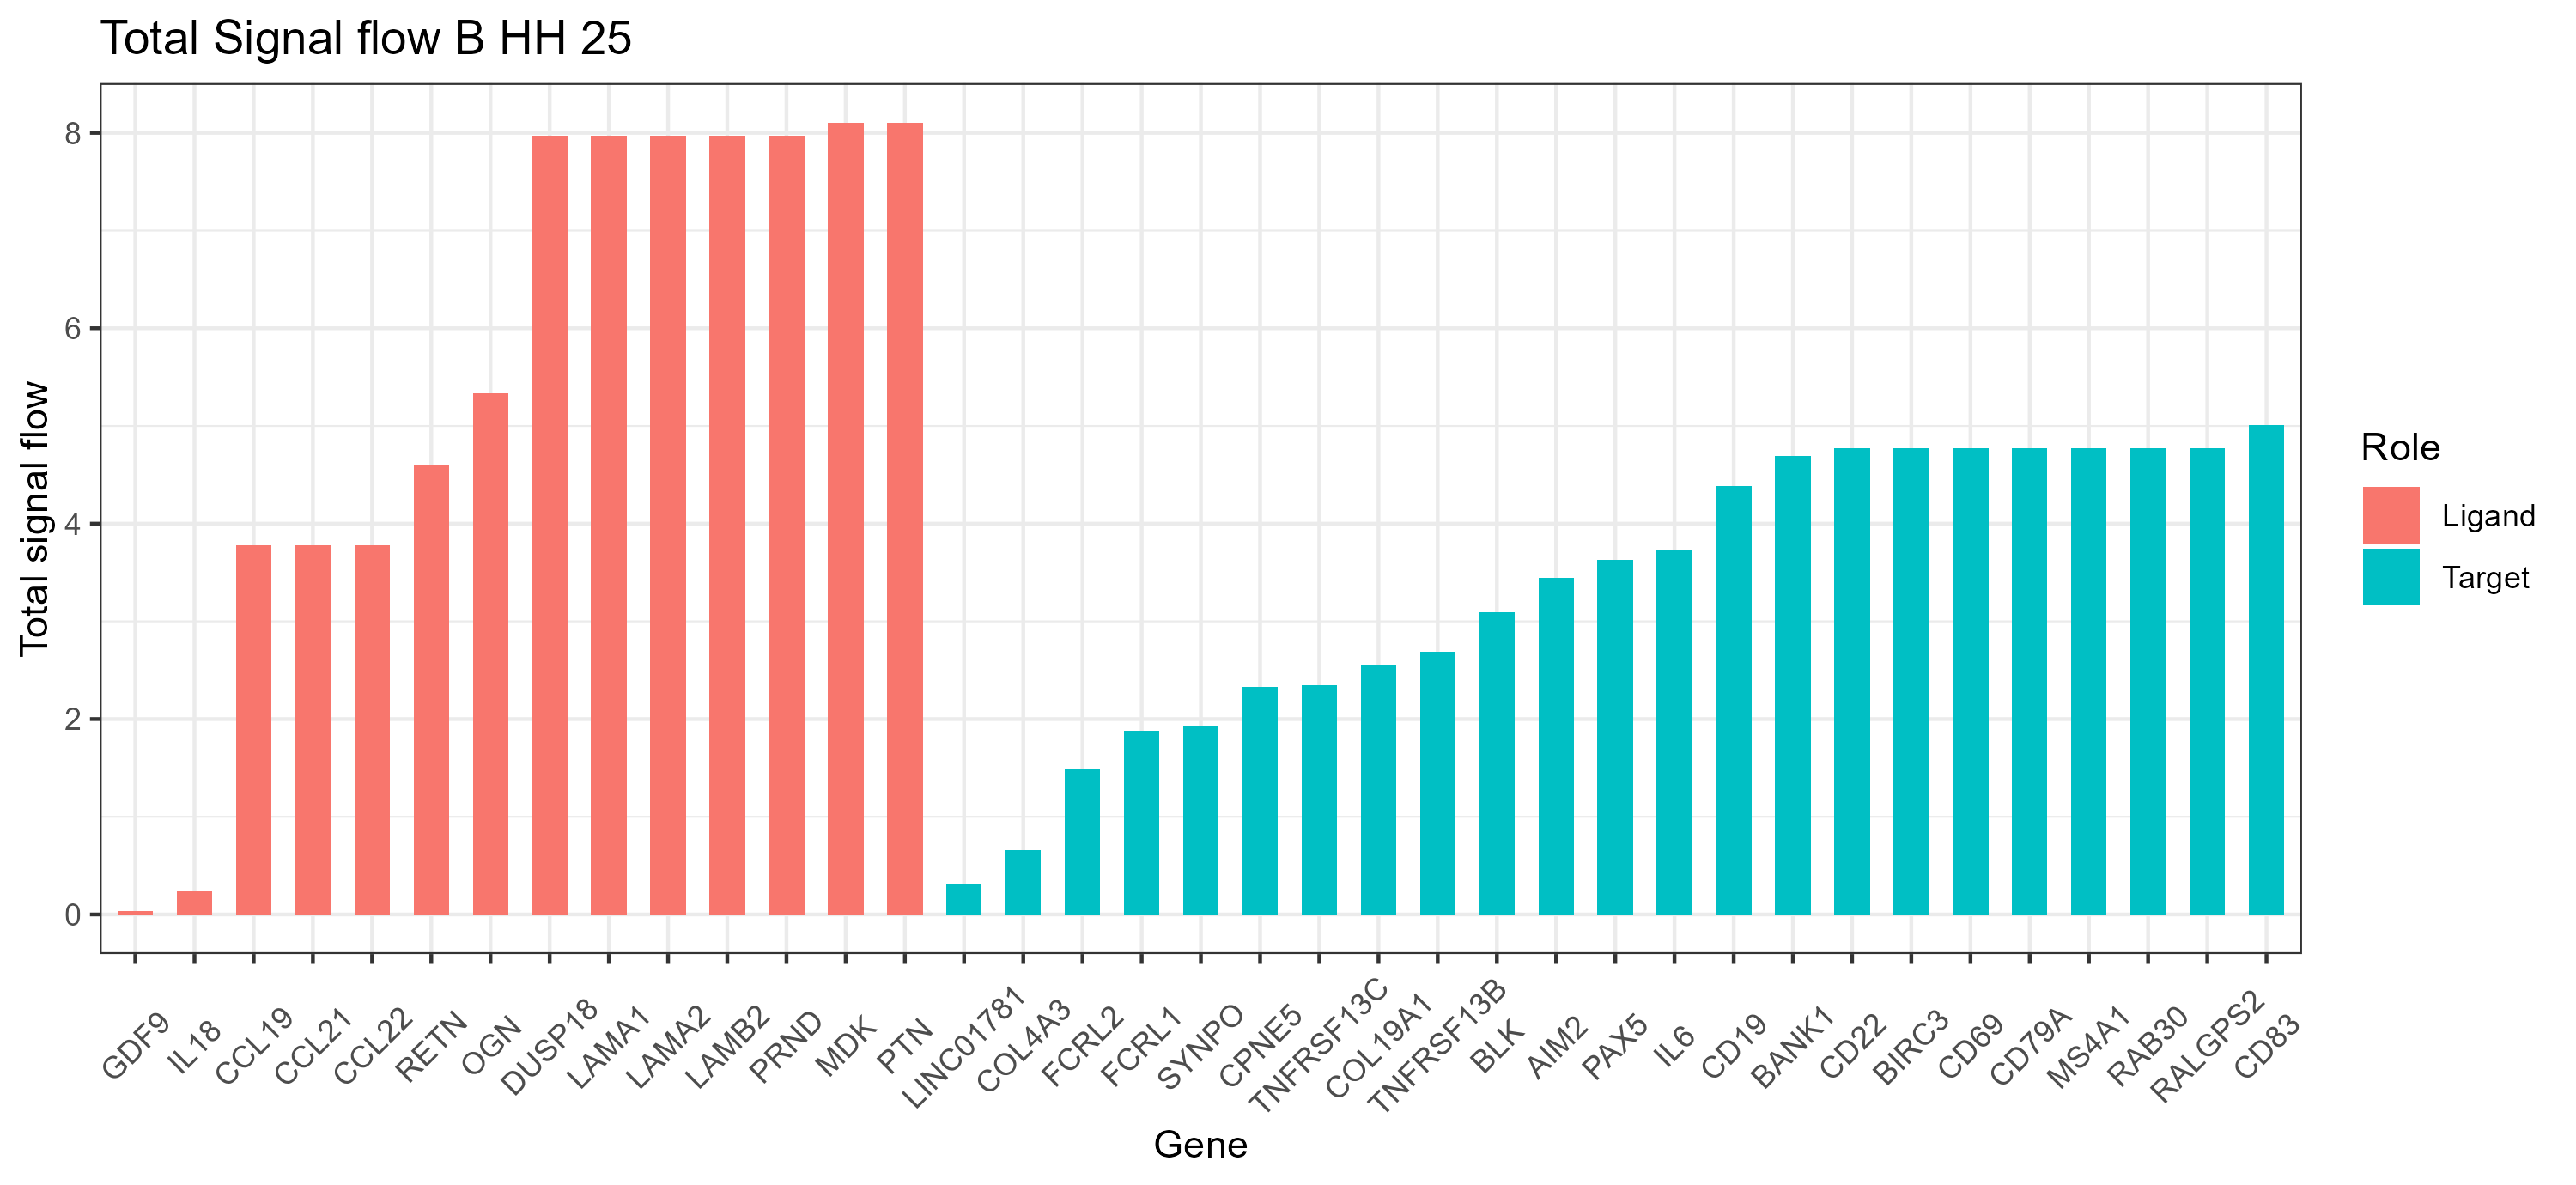 Total Signal flow B HH 25
Total signal flow
8
6
4
2
0
GDF9
IL18
CCL19
CCL21
CCL22
RETN
OGN
DUSP18
LAMA1
LAMA2
LAMB2
PRND
MDK
PTN
LINC01781
COL4A3
FCRL2
FCRL1
SYNPO
CPNE5
TNFRSF13C
COL19A1
TNFRSF13B
BLK
AIM2
PAX5
IL6
CD19
BANK1
CD22
BIRC3
CD69
CD79A
MS4A1
RAB30
RALGPS2
CD83
Gene
Role
Ligand
Target